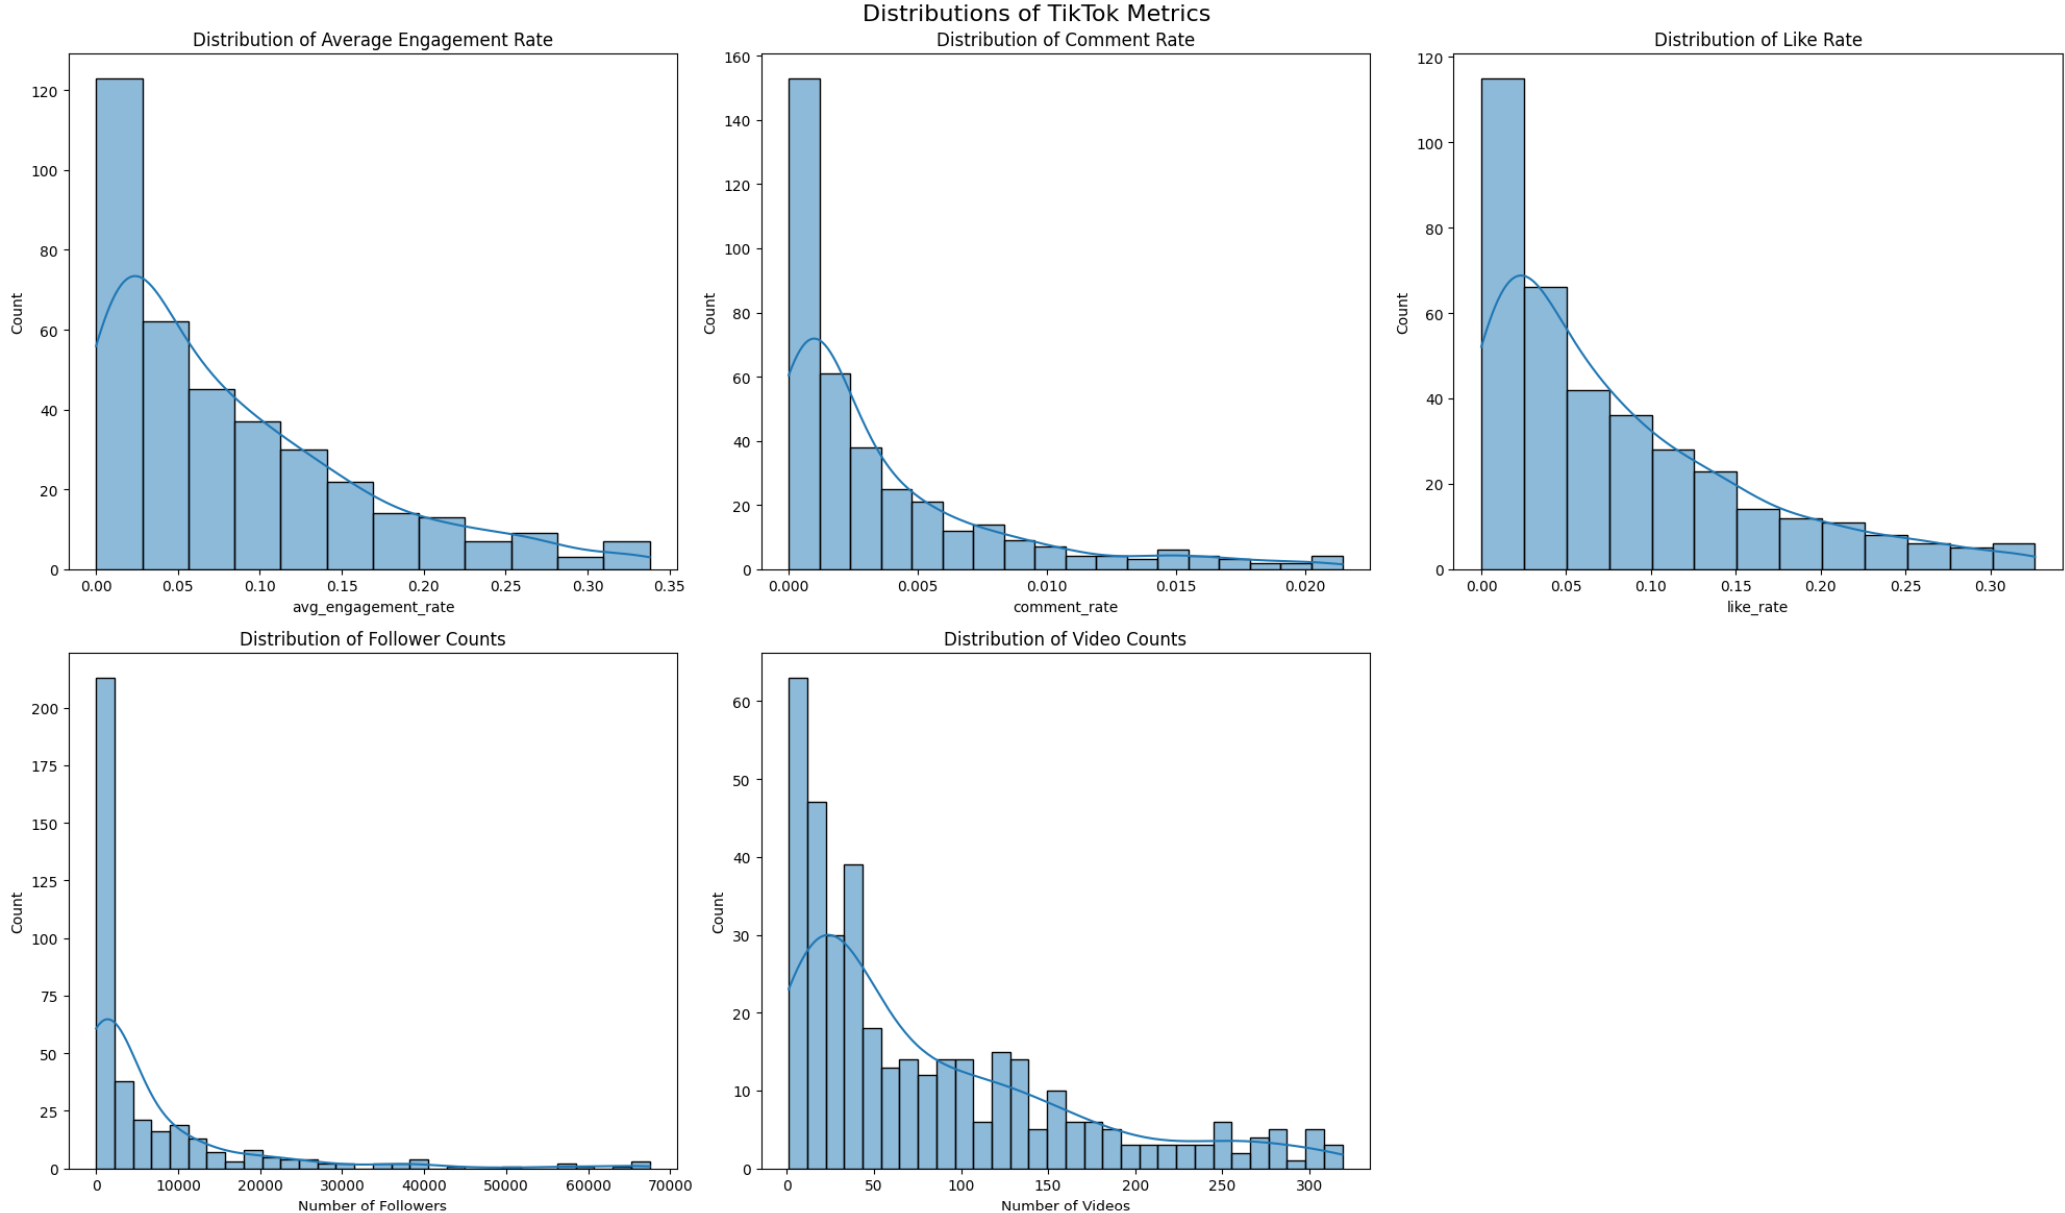 Distributions of TikTok Metrics
Distribution of Average Engagement Rate
Count
120
100
80
60
40
20
0
0.00 0.05 0.10 0.15 0.20 0.25 0.30 0.35
avg_engagement_rate
Distribution of Comment Rate
Count
160
140
120
100
80
60
40
20
0
0.000 0.005 0.010 0.015 0.020
comment_rate
Distribution of Like Rate
Count
120
100
80
60
40
20
0
0.00 0.05 0.10 0.15 0.20 0.25 0.30
like_rate
Distribution of Follower Counts
Count
200
175
150
125
100
75
50
25
0
0 10000 20000 30000 40000 50000 60000 70000
Number of Followers
Distribution of Video Counts
Count
60
50
40
30
20
10
0
0 50 100 150 200 250 300
Number of Videos